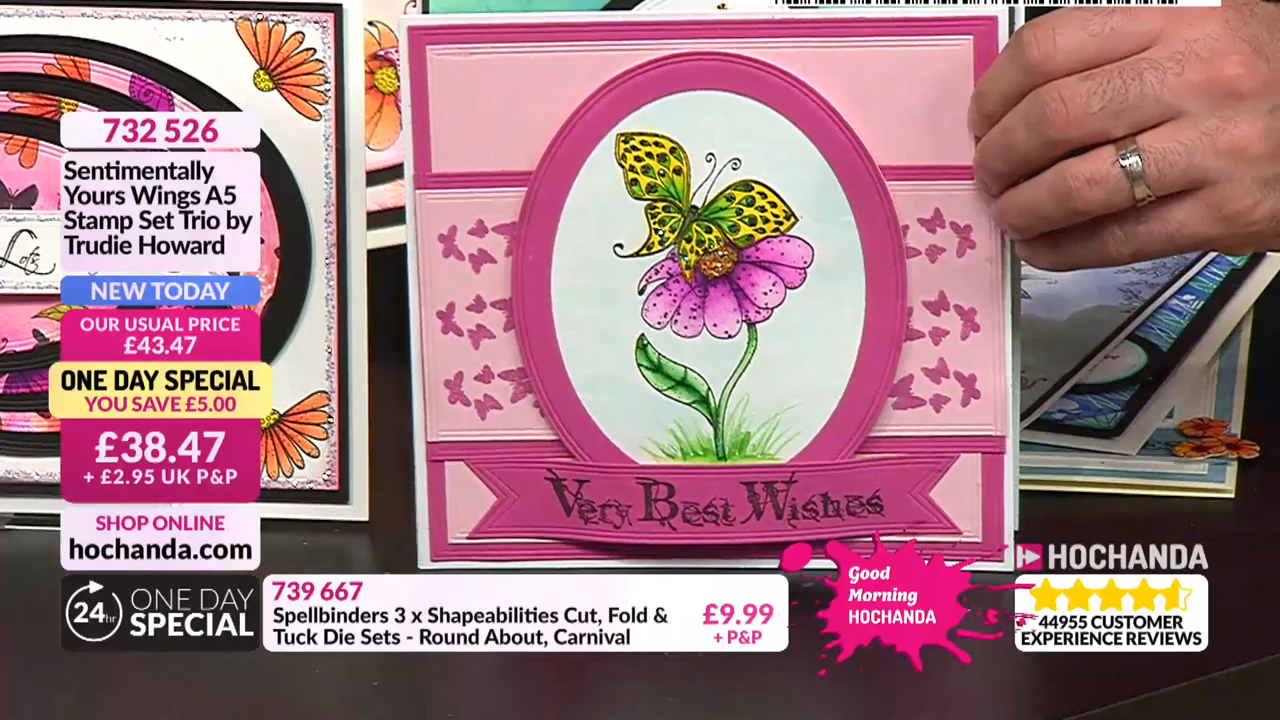 732 526
Sentimentally
Yours Wings A5
Stamp Set Trio by
Trudie Howard
NEW TODAY
OUR USUAL PRICE
£43.47
ONE DAY SPECIAL
YOU SAVE £5.00
£38.47
+ £2.95 UK P&P
SHOP ONLINE
hochanda.com
24hr
ONE DAY
SPECIAL
739 667
Spellbinders 3 x Shapeabilities Cut, Fold &
Tuck Die Sets - Round About, Carnival
£9.99
+ P&P
Lots
Very Best Wishes
Good
Morning
HOCHANDA
HOCHANDA
44955 CUSTOMER
EXPERIENCE REVIEWS